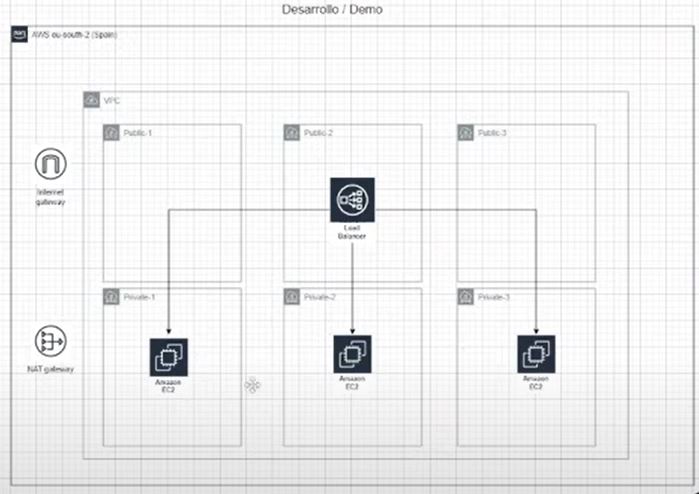 Desarrollo / Demo
AWS eu-south-2 (Spain)
VPC
Public-1
Public-2
Public-3
Internet
gateway
Load
Balancer
Private-1
Private-2
Private-3
NAT gateway
Amazon
EC2
Amazon
EC2
Amazon
EC2